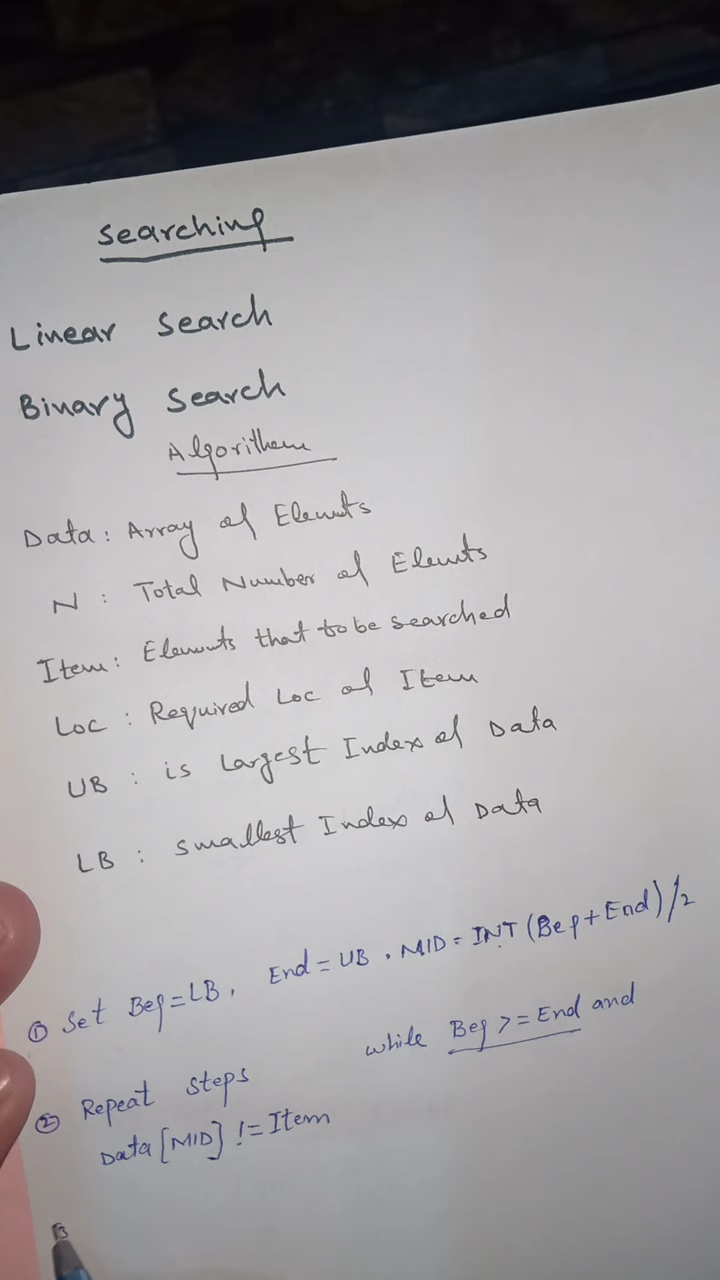 Searching
Linear Search
Binary Search
Algorithem
Data: Array of Elements
N : Total Number of Elements
Item: Elements that to be searched
Loc : Required Loc of Item
UB : is Largest Index of Data
LB : Smallest Index of Data
① Set Beg=LB, End=UB. MID=INT(Beg+End)/2
② Repeat Steps while Beg >= End and
Data[MID] != Item
3